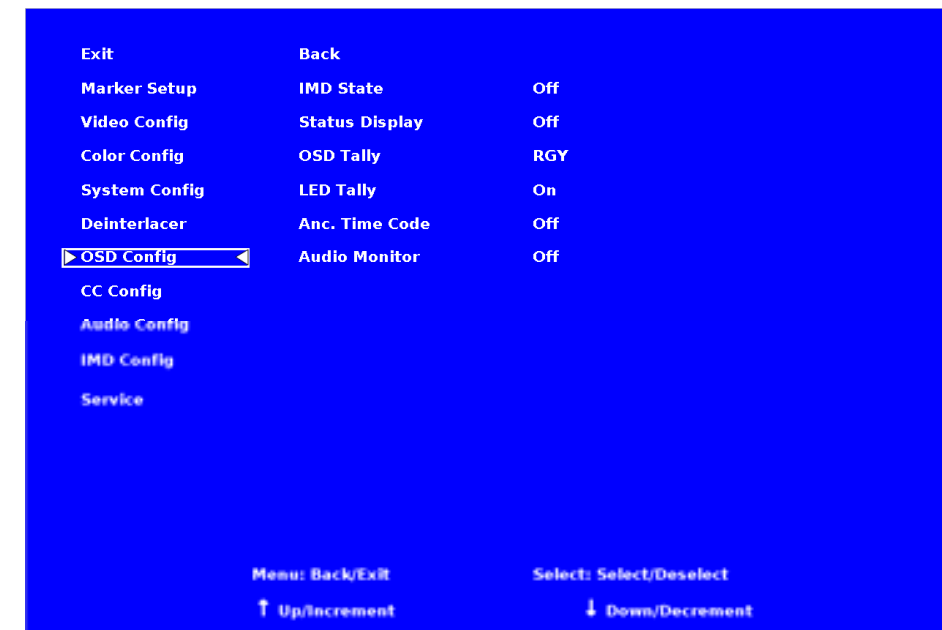 Exit Back
Marker Setup IMD State Off
Video Config Status Display Off
Color Config OSD Tally RGY
System Config LED Tally On
Deinterlacer Anc. Time Code Off
OSD Config Audio Monitor Off
CC Config
Audio Config
IMD Config
Service
Menu: Back/Exit Select: Select/Deselect
↑ Up/Increment ↓ Down/Decrement